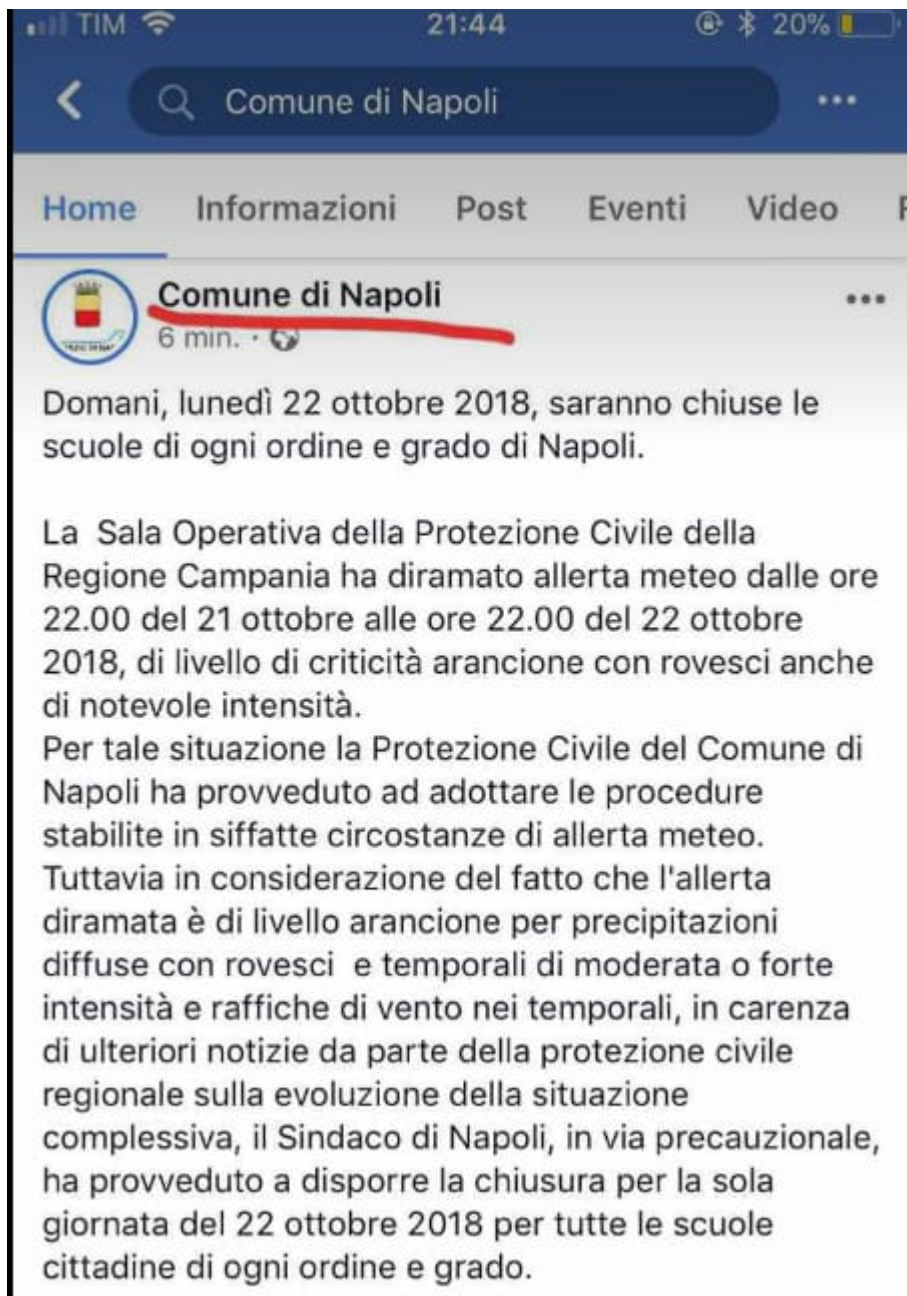 TIM 21:44 20%
Comune di Napoli
Home Informazioni Post Eventi Video
Comune di Napoli
6 min.
Domani, lunedì 22 ottobre 2018, saranno chiuse le
scuole di ogni ordine e grado di Napoli.
La Sala Operativa della Protezione Civile della
Regione Campania ha diramato allerta meteo dalle ore
22.00 del 21 ottobre alle ore 22.00 del 22 ottobre
2018, di livello di criticità arancione con rovesci anche
di notevole intensità.
Per tale situazione la Protezione Civile del Comune di
Napoli ha provveduto ad adottare le procedure
stabilite in siffatte circostanze di allerta meteo.
Tuttavia in considerazione del fatto che l'allerta
diramata è di livello arancione per precipitazioni
diffuse con rovesci e temporali di moderata o forte
intensità e raffiche di vento nei temporali, in carenza
di ulteriori notizie da parte della protezione civile
regionale sulla evoluzione della situazione
complessiva, il Sindaco di Napoli, in via precauzionale,
ha provveduto a disporre la chiusura per la sola
giornata del 22 ottobre 2018 per tutte le scuole
cittadine di ogni ordine e grado.